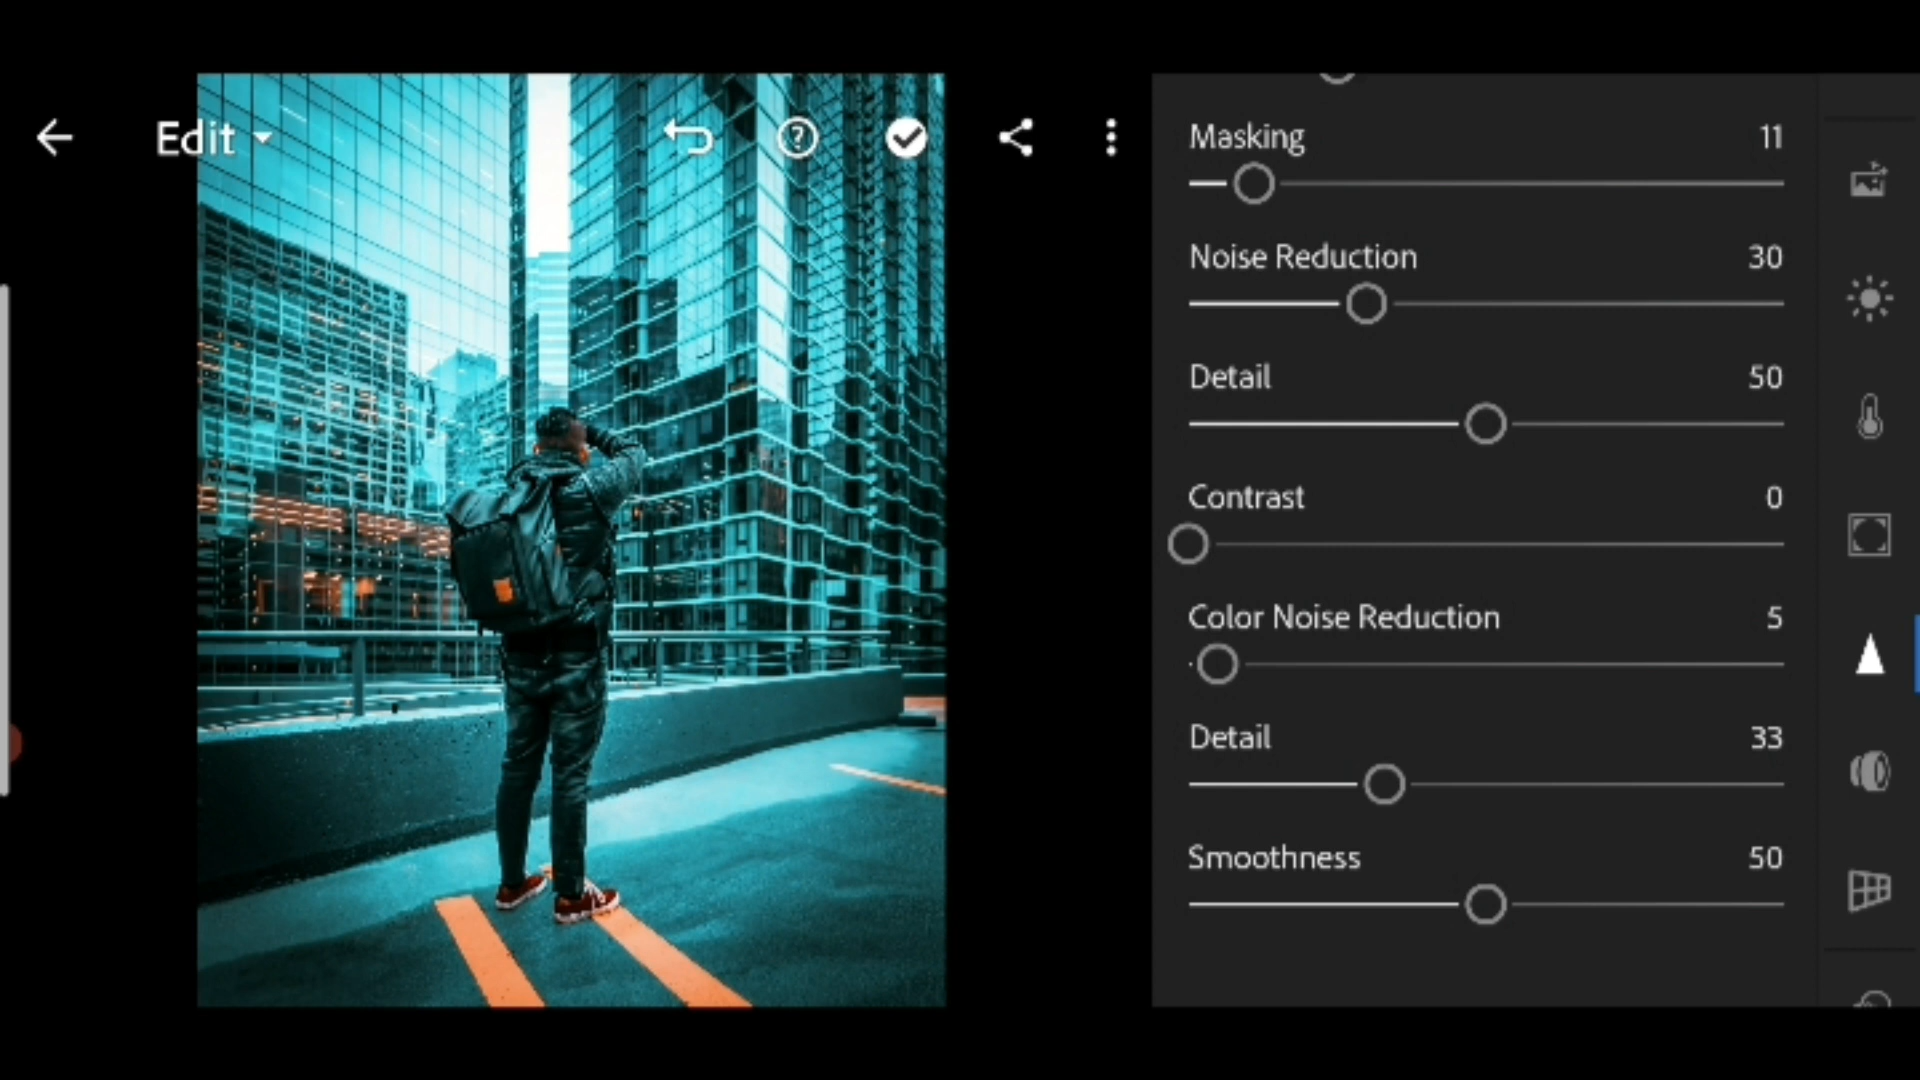 Edit
Masking 11
Noise Reduction 30
Detail 50
Contrast 0
Color Noise Reduction 5
Detail 33
Smoothness 50